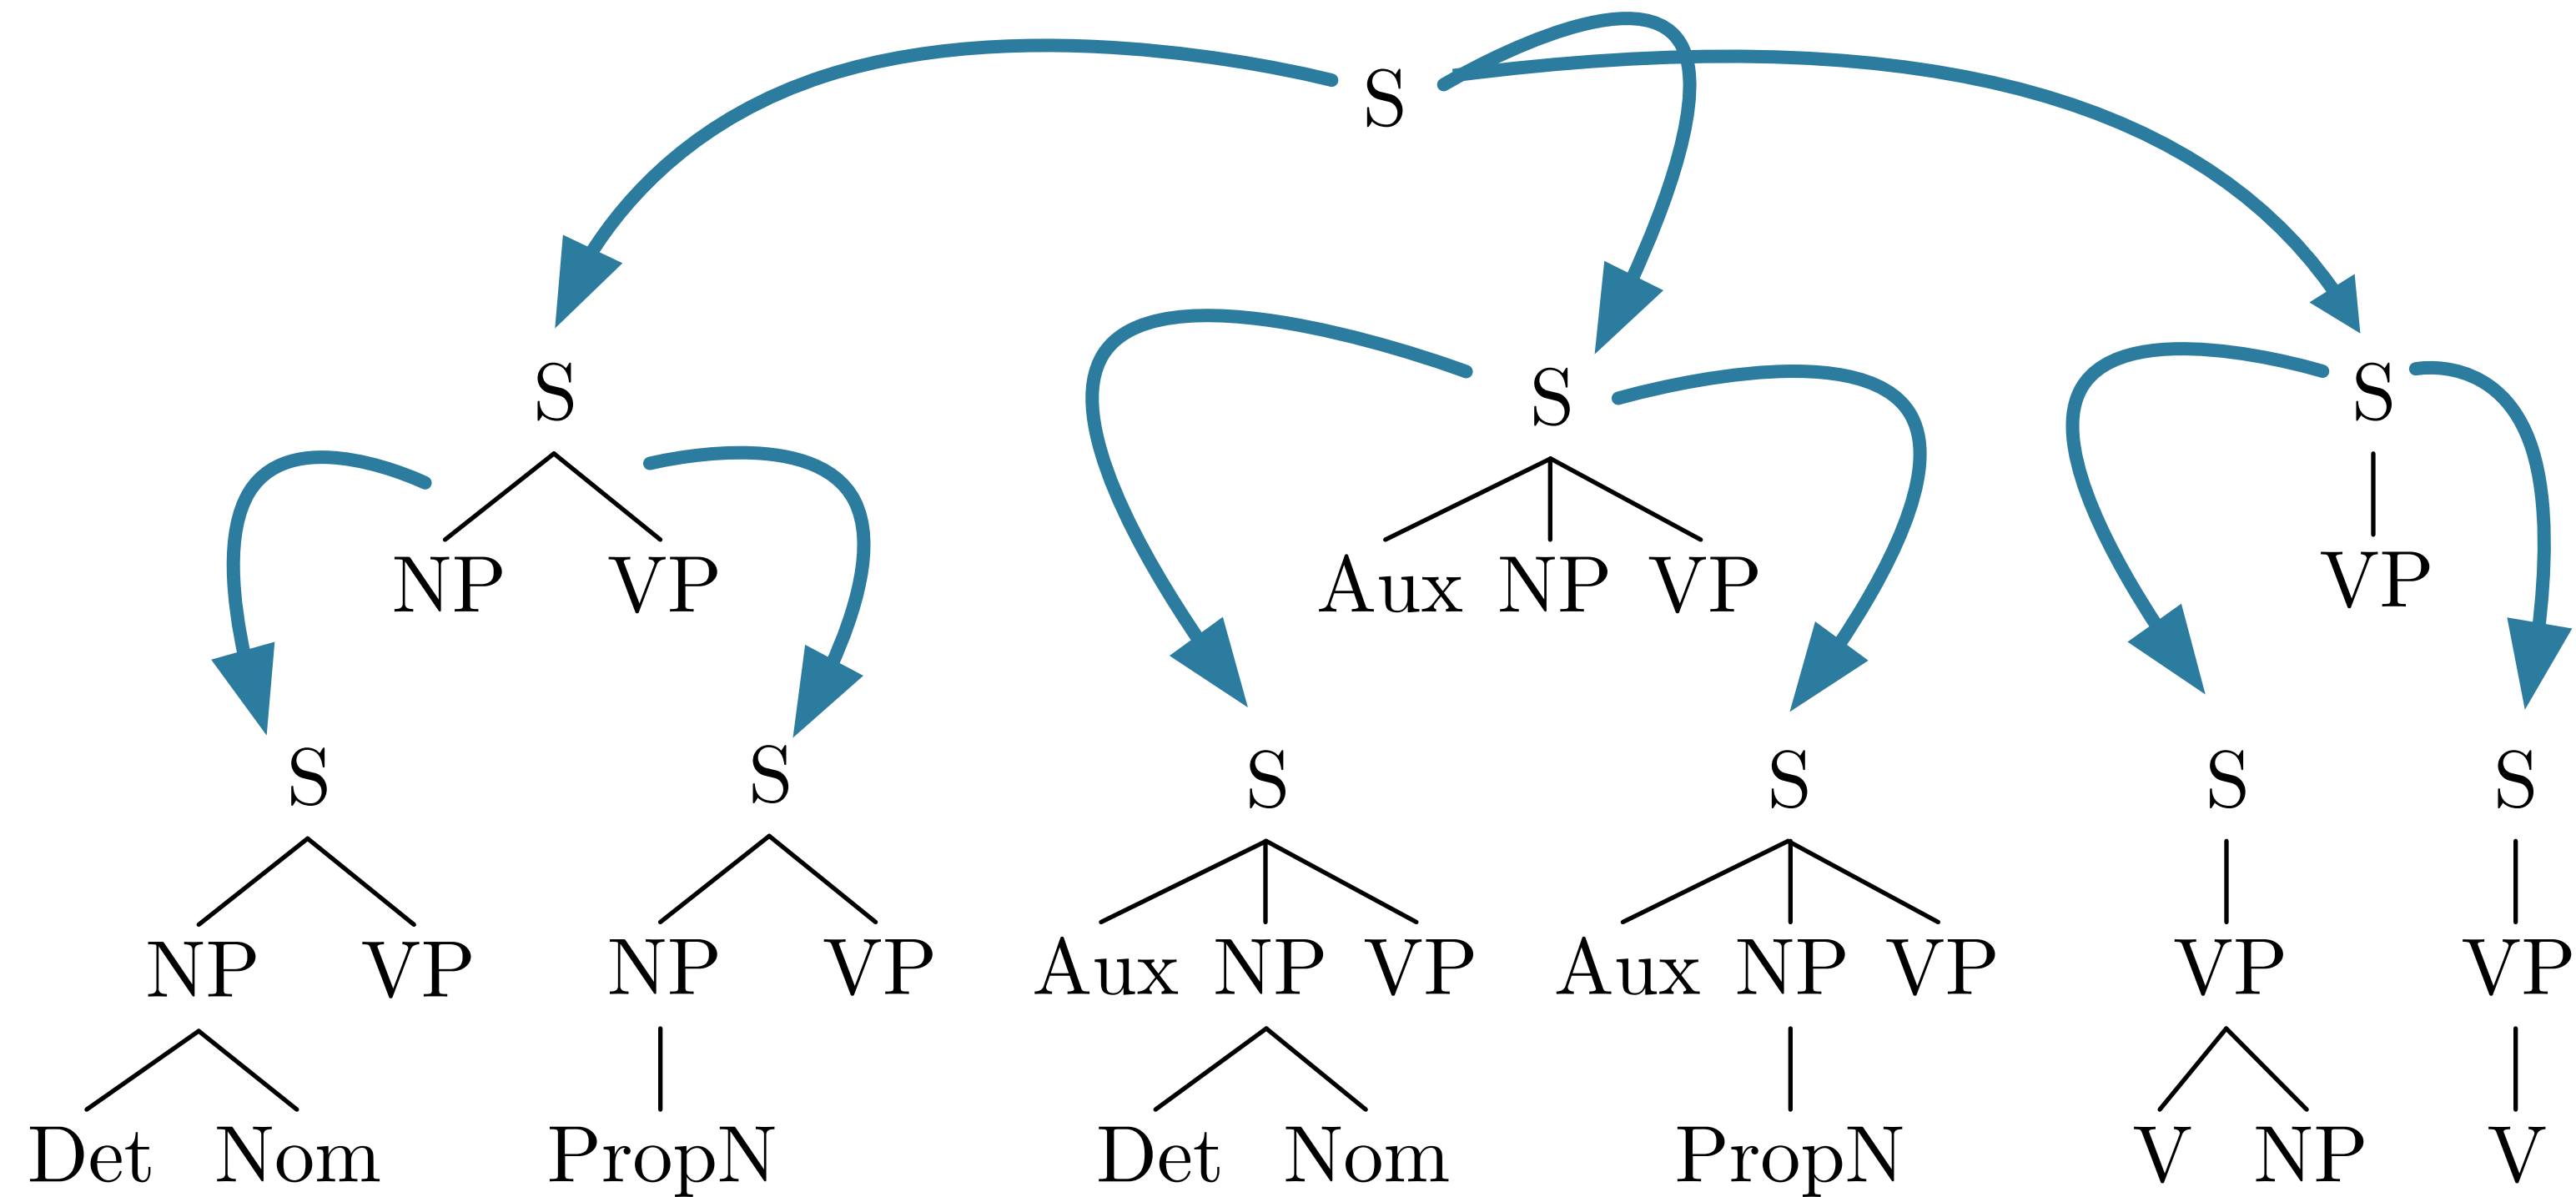 S
S S S
Aux NP VP
NP VP VP
S S S S S S
NP VP NP VP Aux NP VP Aux NP VP VP VP
Det Nom PropN Det Nom PropN V NP V